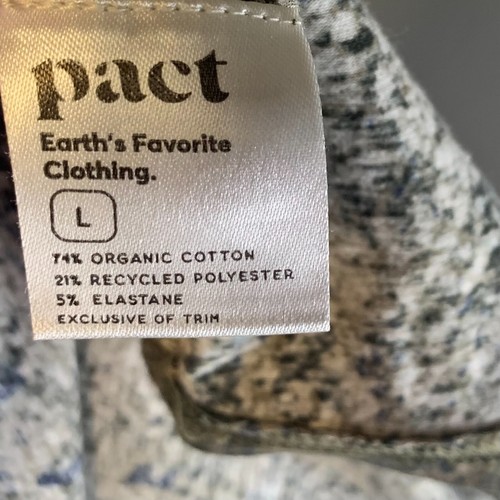 pact
Earth's Favorite
Clothing.
L
74% ORGANIC COTTON
21% RECYCLED POLYESTER
5% ELASTANE
EXCLUSIVE OF TRIM